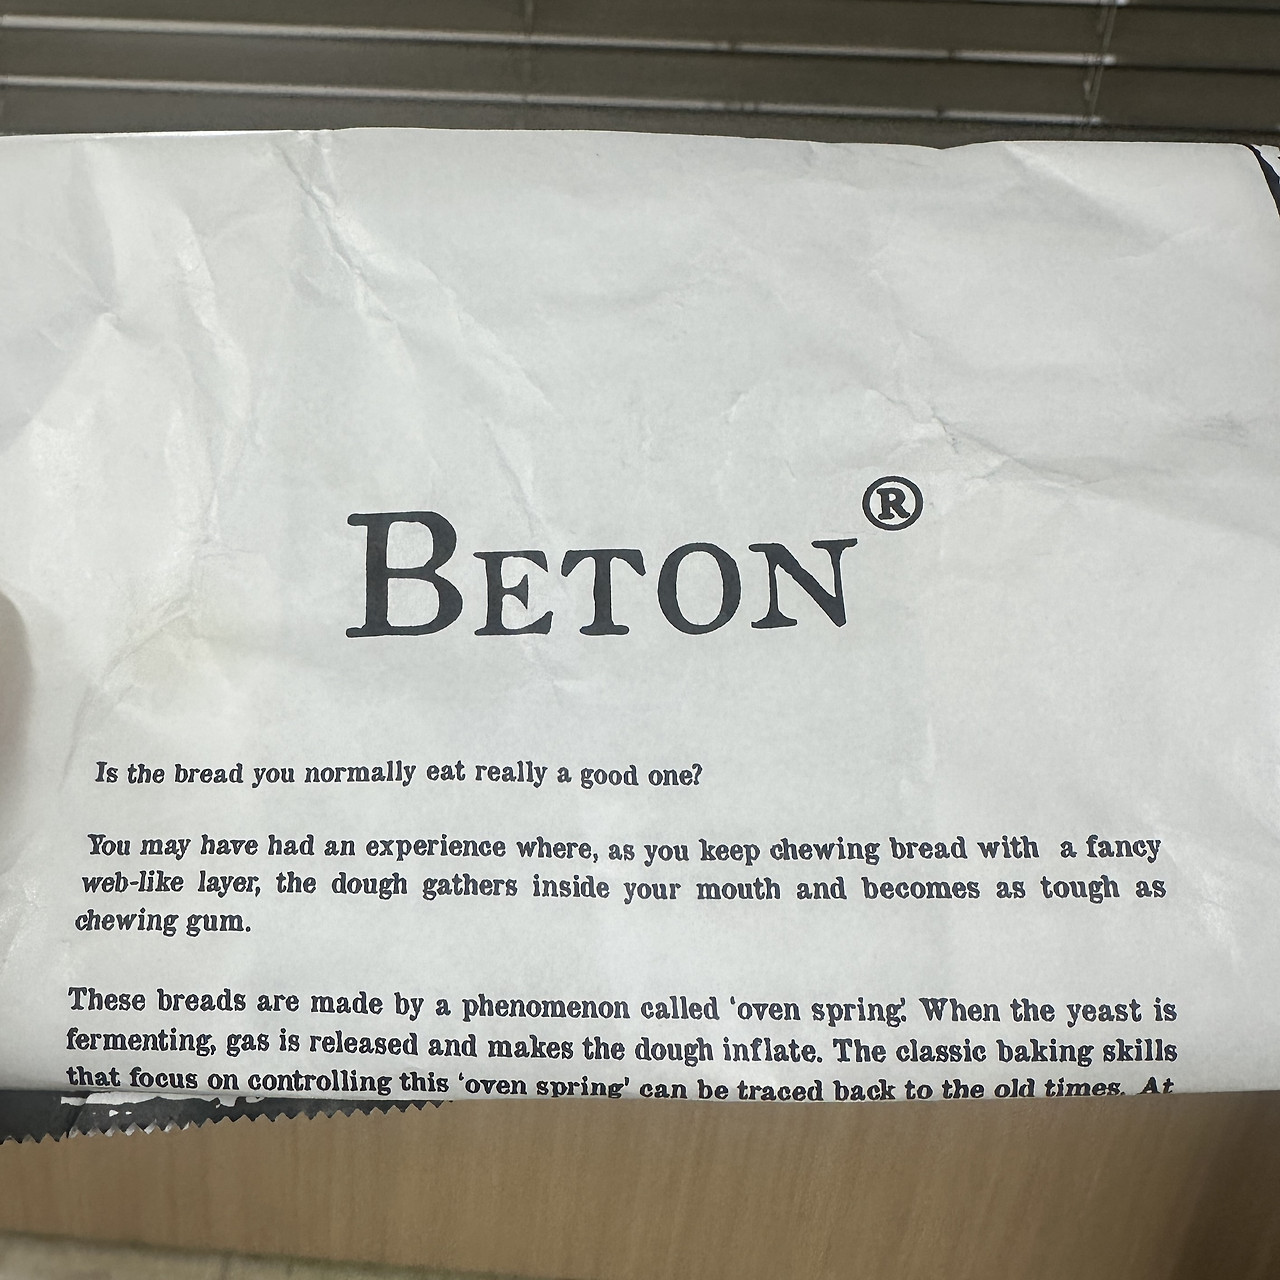 BETON®
Is the bread you normally eat really a good one?
You may have had an experience where, as you keep chewing bread with a fancy
web-like layer, the dough gathers inside your mouth and becomes as tough as
chewing gum.
These breads are made by a phenomenon called 'oven spring'. When the yeast is
fermenting, gas is released and makes the dough inflate. The classic baking skills
that focus on controlling this 'oven spring' can be traced back to the old times. At